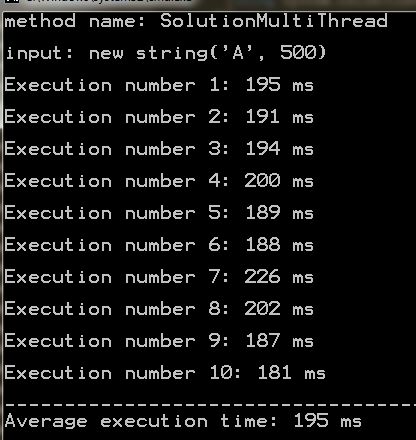 method name: SolutionMultiThread
input: new string('A', 500)
Execution number 1: 195 ms
Execution number 2: 191 ms
Execution number 3: 194 ms
Execution number 4: 200 ms
Execution number 5: 189 ms
Execution number 6: 188 ms
Execution number 7: 226 ms
Execution number 8: 202 ms
Execution number 9: 187 ms
Execution number 10: 181 ms
-----------------------------------
Average execution time: 195 ms